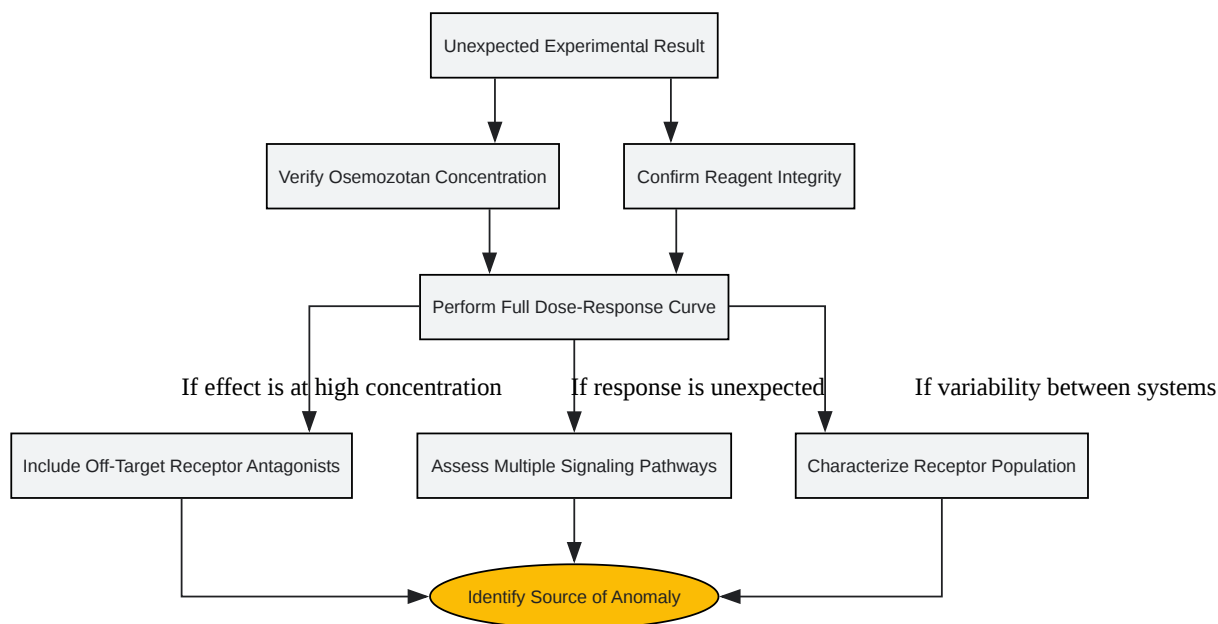 Unexpected Experimental Result
Verify Osemozotan Concentration
Confirm Reagent Integrity
Perform Full Dose-Response Curve
If effect is at high concentration
If response is unexpected
If variability between systems
Include Off-Target Receptor Antagonists
Assess Multiple Signaling Pathways
Characterize Receptor Population
Identify Source of Anomaly